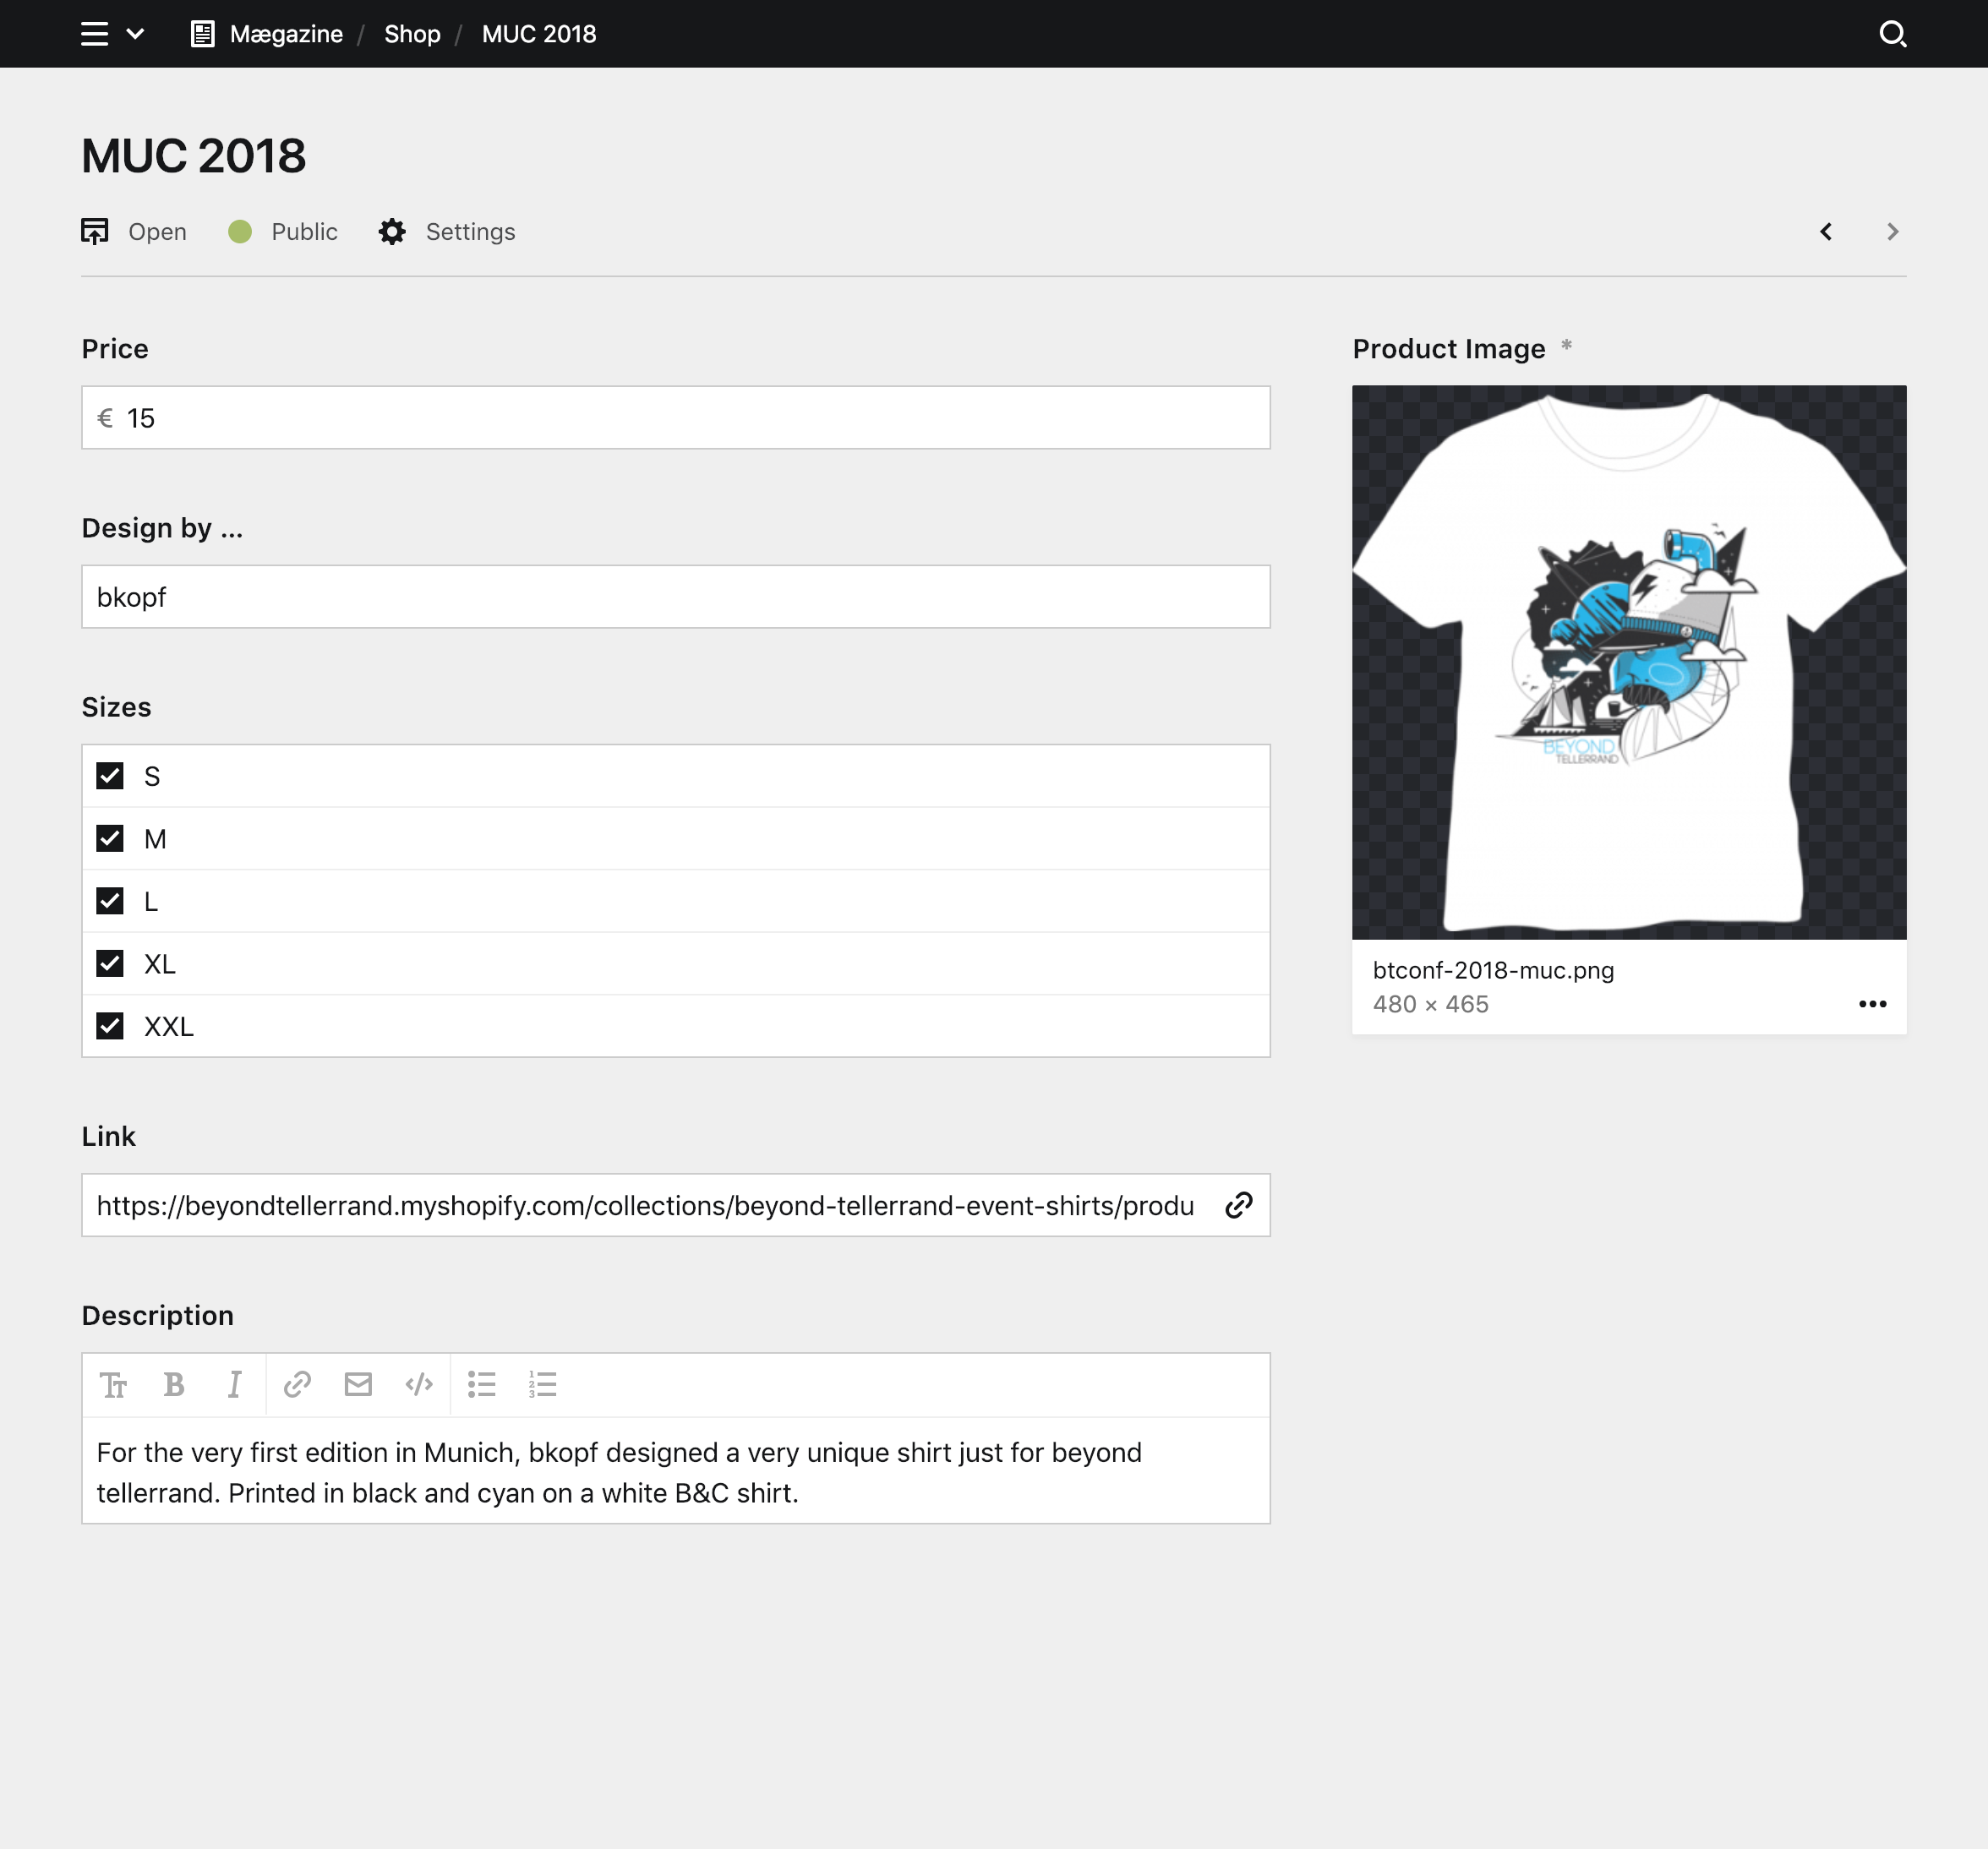 Mægazine / Shop / MUC 2018
MUC 2018
Open Public Settings
Price
€ 15
Design by ...
bkopf
Sizes
S
M
L
XL
XXL
Link
https://beyondtellerrand.myshopify.com/collections/beyond-tellerrand-event-shirts/produ
Description
For the very first edition in Munich, bkopf designed a very unique shirt just for beyond
tellerrand. Printed in black and cyan on a white B&C shirt.
Product Image *
BEYOND
TELLERRAND
btconf-2018-muc.png
480 × 465